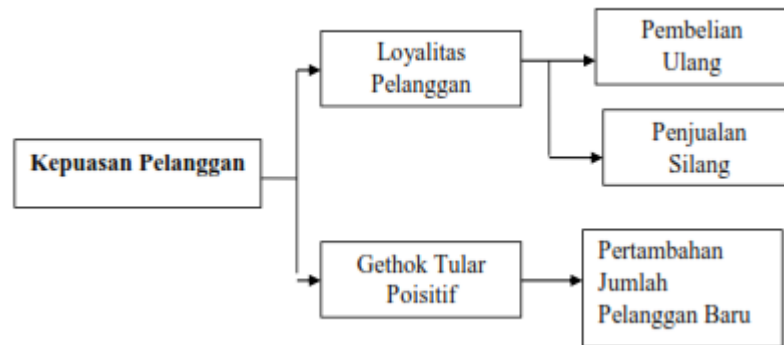 Kepuasan Pelanggan
Loyalitas
Pelanggan
Pembelian
Ulang
Penjualan
Silang
Gethok Tular
Poisitif
Pertambahan
Jumlah
Pelanggan Baru